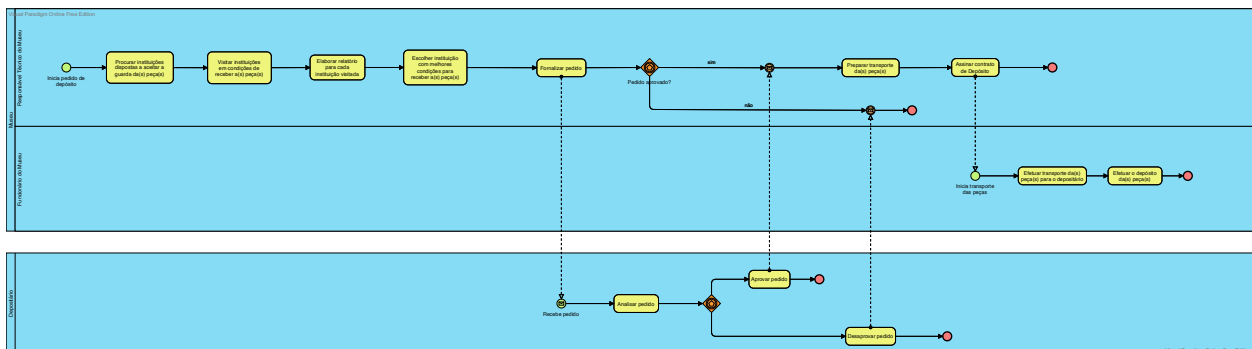 Visual Paradigm Online Free Edition
Museu
Responsável Técnico do Museu
Inicia pedido de
depósito
Procurar instituições
dispostas a aceitar a
guarda da(s) peça(s)
Visitar instituições
em condições de
receber a(s) peça(s)
Elaborar relatório
para cada
instituição visitada
Escolher instituição
com melhores
condições para
receber a(s) peça(s)
Formalizar pedido
Pedido aprovado?
sim
não
Preparar transporte
da(s) peça(s)
Assinar contrato
de Depósito
Funcionário do Museu
Inicia transporte
das peças
Efetuar transporte da(s)
peça(s) para o depositário
Efetuar o depósito
da(s) peça(s)
Depositário
Recebe pedido
Analisar pedido
Aprovar pedido
Desaprovar pedido